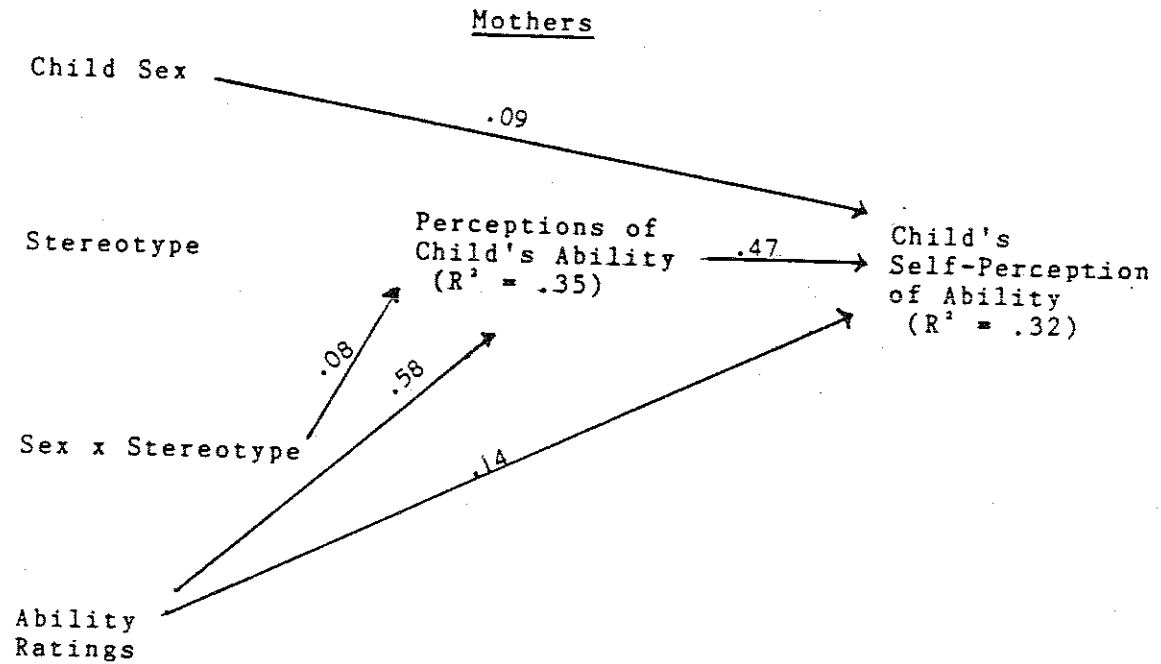 Mothers
Child Sex
.09
Stereotype
Perceptions of
Child's Ability
(R² = .35)
.47
Child's
Self-Perception
of Ability
(R² = .32)
.08
.58
Sex x Stereotype
.14
Ability
Ratings